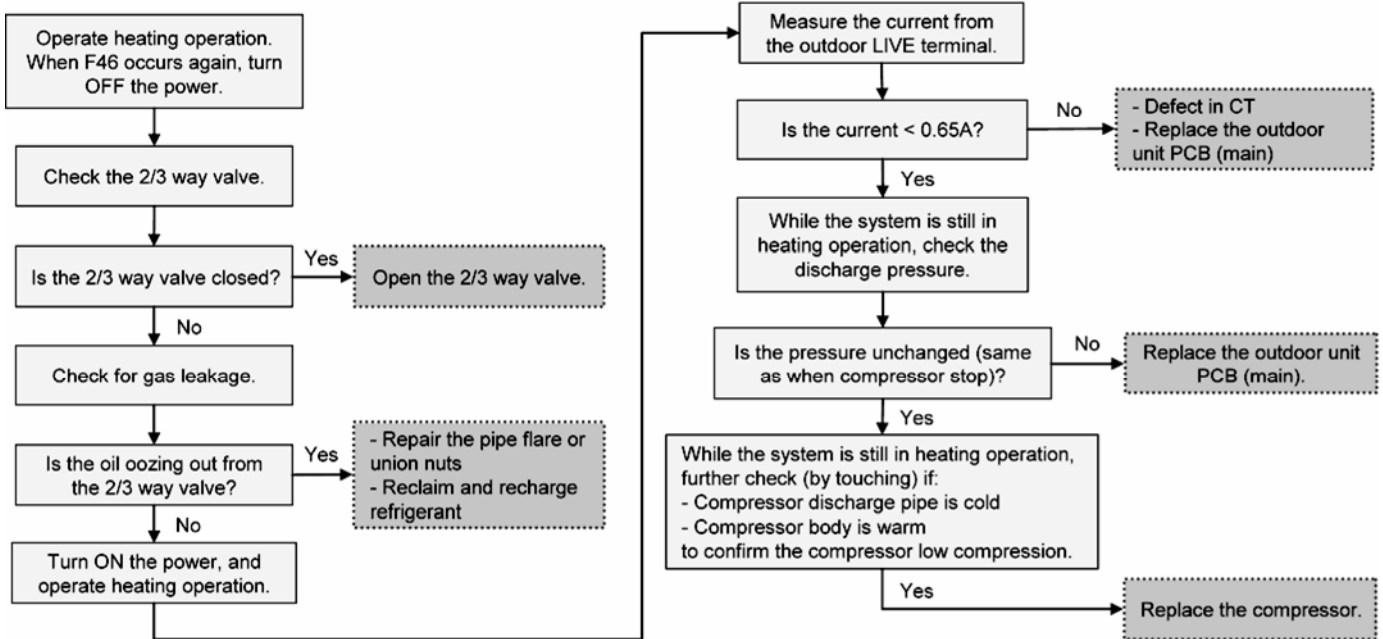 Operate heating operation.
When F46 occurs again, turn
OFF the power.
Check the 2/3 way valve.
Is the 2/3 way valve closed?
Yes
Open the 2/3 way valve.
No
Check for gas leakage.
Is the oil oozing out from
the 2/3 way valve?
Yes
- Repair the pipe flare or
union nuts
- Reclaim and recharge
refrigerant
No
Turn ON the power, and
operate heating operation.
Measure the current from
the outdoor LIVE terminal.
Is the current < 0.65A?
No
- Defect in CT
- Replace the outdoor
unit PCB (main)
Yes
While the system is still in
heating operation, check the
discharge pressure.
Is the pressure unchanged (same
as when compressor stop)?
No
Replace the outdoor unit
PCB (main).
Yes
While the system is still in heating operation,
further check (by touching) if:
- Compressor discharge pipe is cold
- Compressor body is warm
to confirm the compressor low compression.
Yes
Replace the compressor.